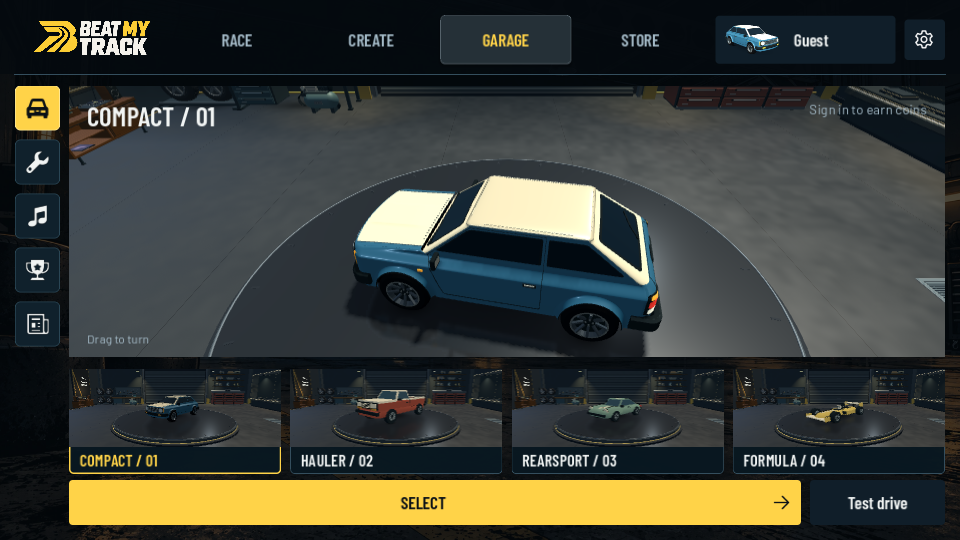 BEAT MY
TRACK
RACE
CREATE
GARAGE
STORE
Guest
COMPACT / 01
Sign in to earn coins
Drag to turn
COMPACT / 01
HAULER / 02
REARSPORT / 03
FORMULA / 04
SELECT
Test drive